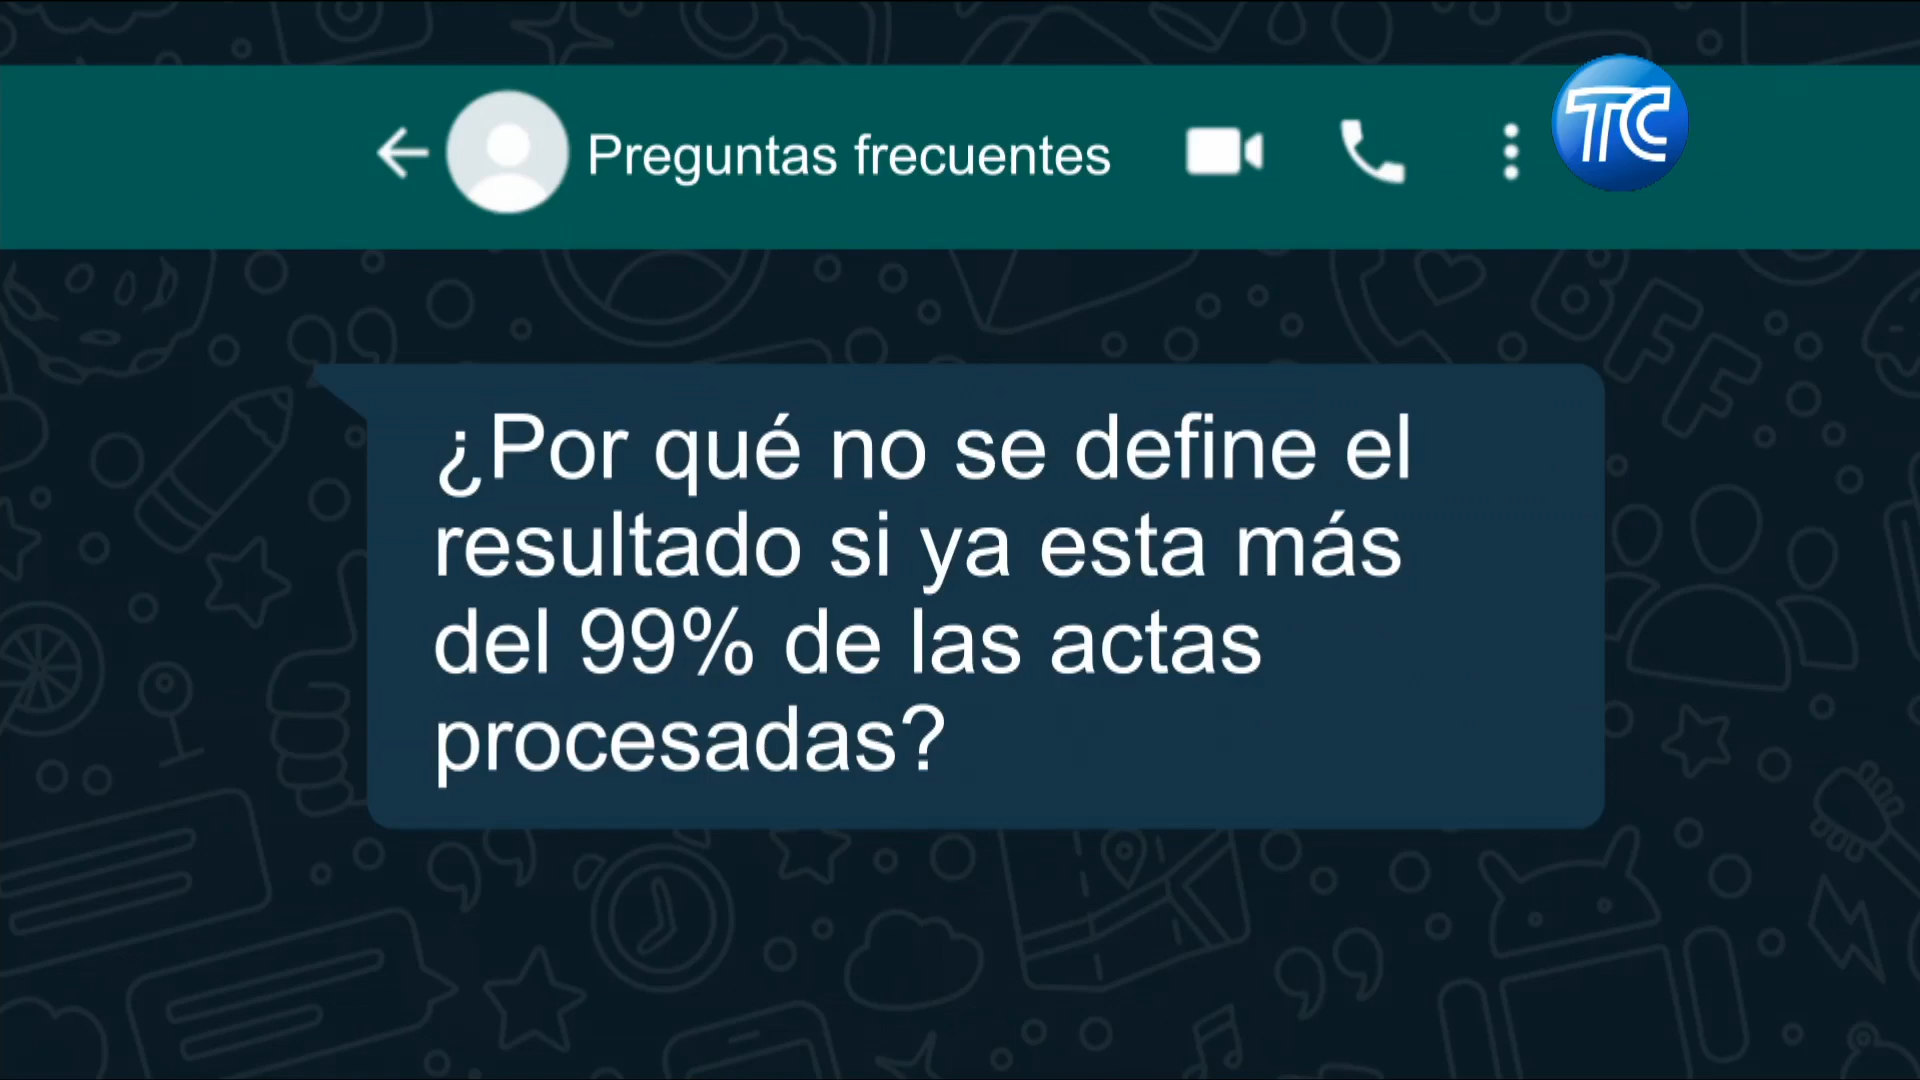 TC
Preguntas frecuentes
BFF
¿Por qué no se define el
resultado si ya esta más
del 99% de las actas
procesadas?